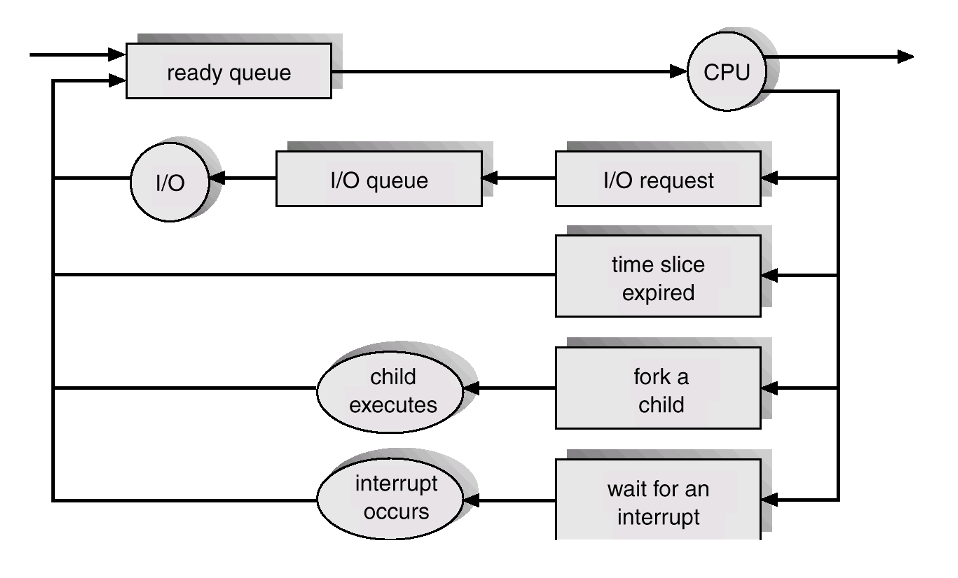 ready queue
CPU
I/O
I/O queue
I/O request
time slice
expired
child
executes
fork a
child
interrupt
occurs
wait for an
interrupt